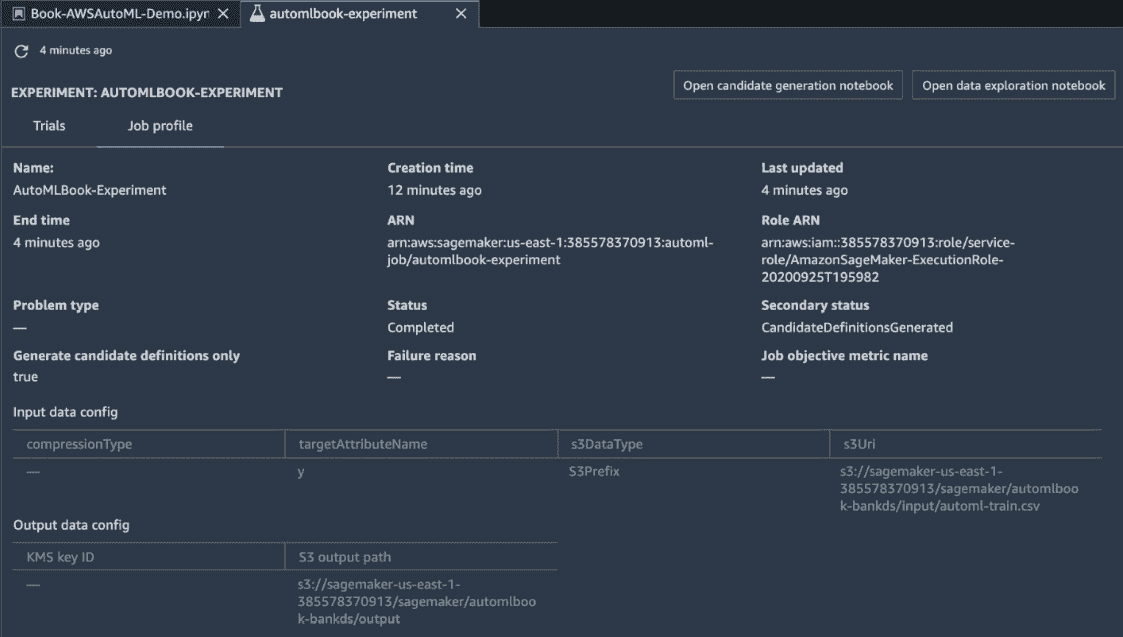 Book-AWSAutoML-Demo.ipyr
automlbook-experiment
4 minutes ago
EXPERIMENT: AUTOMLBOOK-EXPERIMENT
Open candidate generation notebook
Open data exploration notebook
Trials
Job profile
Name:
AutoMLBook-Experiment
Creation time
12 minutes ago
Last updated
4 minutes ago
End time
4 minutes ago
ARN
arn:aws:sagemaker:us-east-1:385578370913:automl-
job/automlbook-experiment
Role ARN
arn:aws:iam::385578370913:role/service-
role/AmazonSageMaker-ExecutionRole-
20200925T195982
Problem type
—
Status
Completed
Secondary status
CandidateDefinitionsGenerated
Generate candidate definitions only
true
Failure reason
—
Job objective metric name
—
Input data config
compressionType
targetAttributeName
s3DataType
s3Uri
—
y
S3Prefix
s3://sagemaker-us-east-1-
385578370913/sagemaker/automlboo
k-bankds/input/automl-train.csv
Output data config
KMS key ID
S3 output path
—
s3://sagemaker-us-east-1-
385578370913/sagemaker/automlboo
k-bankds/output